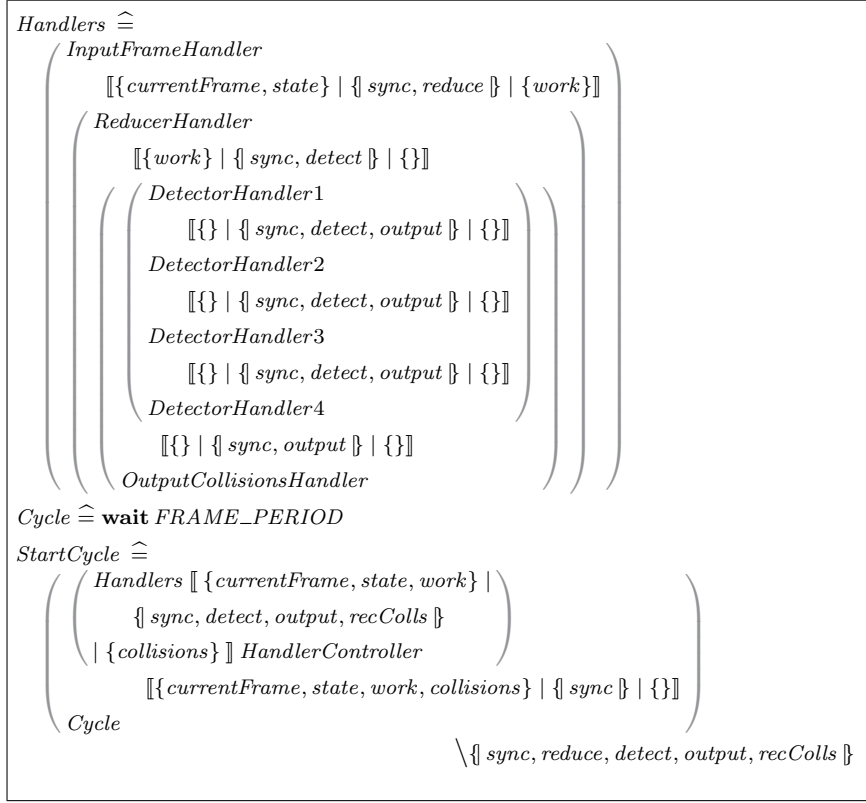 Handlers ≙
InputFrameHandler
⟦{currentFrame, state} | {| sync, reduce |} | {work}⟧
ReducerHandler
⟦{work} | {| sync, detect |} | {}⟧
DetectorHandler1
⟦{} | {| sync, detect, output |} | {}⟧
DetectorHandler2
⟦{} | {| sync, detect, output |} | {}⟧
DetectorHandler3
⟦{} | {| sync, detect, output |} | {}⟧
DetectorHandler4
⟦{} | {| sync, output |} | {}⟧
OutputCollisionsHandler
Cycle ≙ wait FRAME_PERIOD
StartCycle ≙
Handlers ⟦ {currentFrame, state, work} |
{| sync, detect, output, recColls |}
| {collisions} ⟧ HandlerController
⟦{currentFrame, state, work, collisions} | {| sync |} | {}⟧
Cycle
\{| sync, reduce, detect, output, recColls |}